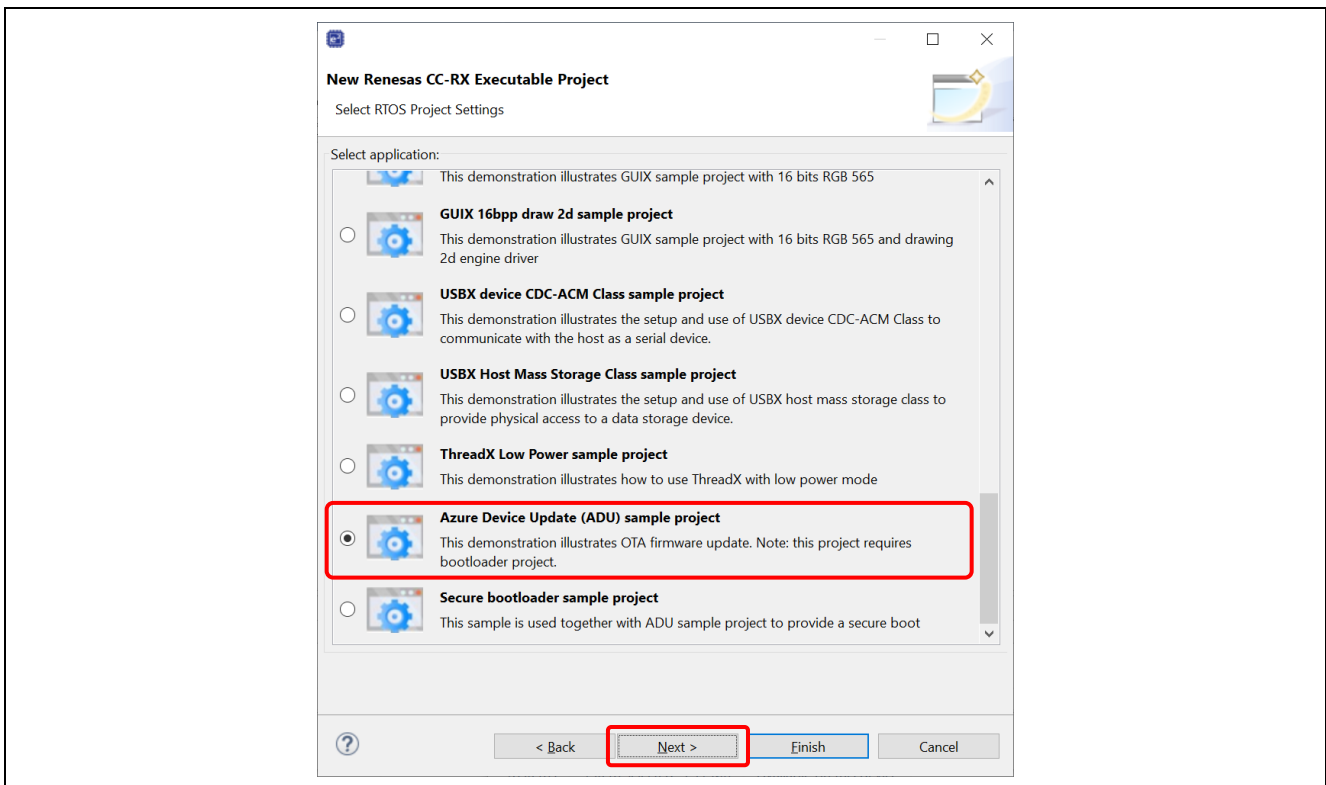 New Renesas CC-RX Executable Project
Select RTOS Project Settings
Select application:
This demonstration illustrates GUIX sample project with 16 bits RGB 565
GUIX 16bpp draw 2d sample project
This demonstration illustrates GUIX sample project with 16 bits RGB 565 and drawing
2d engine driver
USBX device CDC-ACM Class sample project
This demonstration illustrates the setup and use of USBX device CDC-ACM Class to
communicate with the host as a serial device.
USBX Host Mass Storage Class sample project
This demonstration illustrates the setup and use of USBX host mass storage class to
provide physical access to a data storage device.
ThreadX Low Power sample project
This demonstration illustrates how to use ThreadX with low power mode
Azure Device Update (ADU) sample project
This demonstration illustrates OTA firmware update. Note: this project requires
bootloader project.
Secure bootloader sample project
This sample is used together with ADU sample project to provide a secure boot
? < Back Next > Finish Cancel